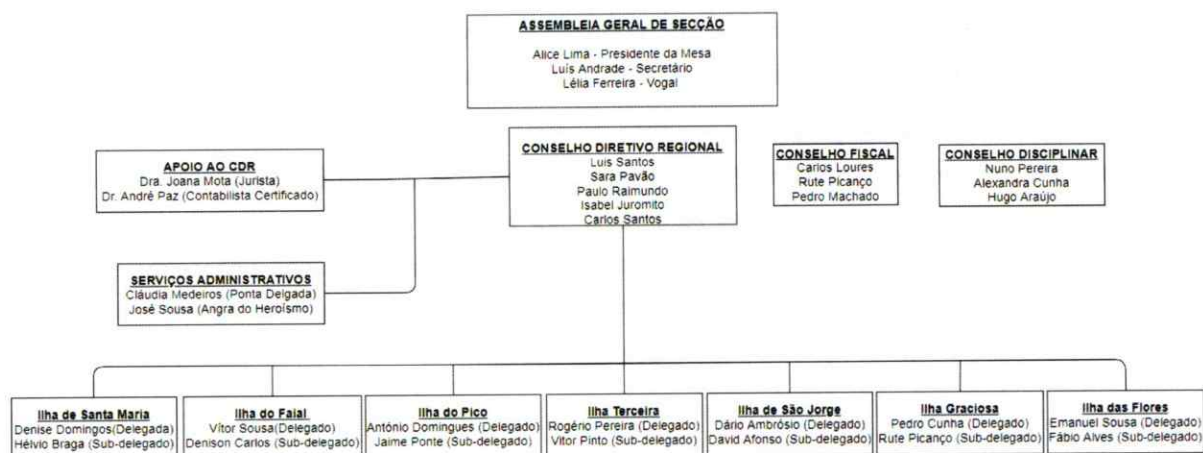 ASSEMBLEIA GERAL DE SECÇÃO
Alice Lima - Presidente da Mesa
Luís Andrade - Secretário
Lélia Ferreira - Vogal
APOIO AO CDR
Dra. Joana Mota (Jurista)
Dr. André Paz (Contabilista Certificado)
CONSELHO DIRETIVO REGIONAL
Luis Santos
Sara Pavão
Paulo Raimundo
Isabel Juromito
Carlos Santos
CONSELHO FISCAL
Carlos Loures
Rute Picanço
Pedro Machado
CONSELHO DISCIPLINAR
Nuno Pereira
Alexandra Cunha
Hugo Araújo
SERVIÇOS ADMINISTRATIVOS
Cláudia Medeiros (Ponta Delgada)
José Sousa (Angra do Heroísmo)
Ilha de Santa Maria
Denise Domingos(Delegada)
Hélvio Braga (Sub-delegado)
Ilha do Faial
Vítor Sousa(Delegado)
Denison Carlos (Sub-delegado)
Ilha do Pico
António Domingues (Delegado)
Jaime Ponte (Sub-delegado)
Ilha Terceira
Rogério Pereira (Delegado)
Vitor Pinto (Sub-delegado)
Ilha de São Jorge
Dário Ambrósio (Delegado)
David Afonso (Sub-delegado)
Ilha Graciosa
Pedro Cunha (Delegado)
Rute Picanço (Sub-delegado)
Ilha das Flores
Emanuel Sousa (Delegado)
Fábio Alves (Sub-delegado)